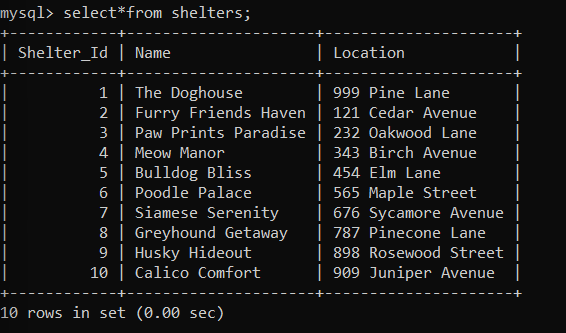 mysql> select*from shelters;
+------------+--------------------+---------------------+
| Shelter_Id | Name               | Location            |
+------------+--------------------+---------------------+
|          1 | The Doghouse       | 999 Pine Lane       |
|          2 | Furry Friends Haven | 121 Cedar Avenue    |
|          3 | Paw Prints Paradise | 232 Oakwood Lane    |
|          4 | Meow Manor         | 343 Birch Avenue    |
|          5 | Bulldog Bliss      | 454 Elm Lane        |
|          6 | Poodle Palace      | 565 Maple Street    |
|          7 | Siamese Serenity   | 676 Sycamore Avenue |
|          8 | Greyhound Getaway  | 787 Pinecone Lane   |
|          9 | Husky Hideout      | 898 Rosewood Street |
|         10 | Calico Comfort     | 909 Juniper Avenue  |
+------------+--------------------+---------------------+
10 rows in set (0.00 sec)